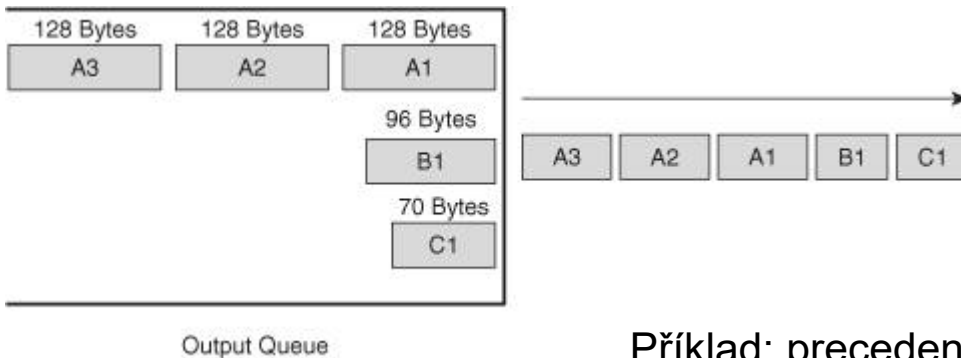 128 Bytes 128 Bytes 128 Bytes
A3 A2 A1
96 Bytes
B1
70 Bytes
C1
A3 A2 A1 B1 C1
Output Queue
Příklad: preceden